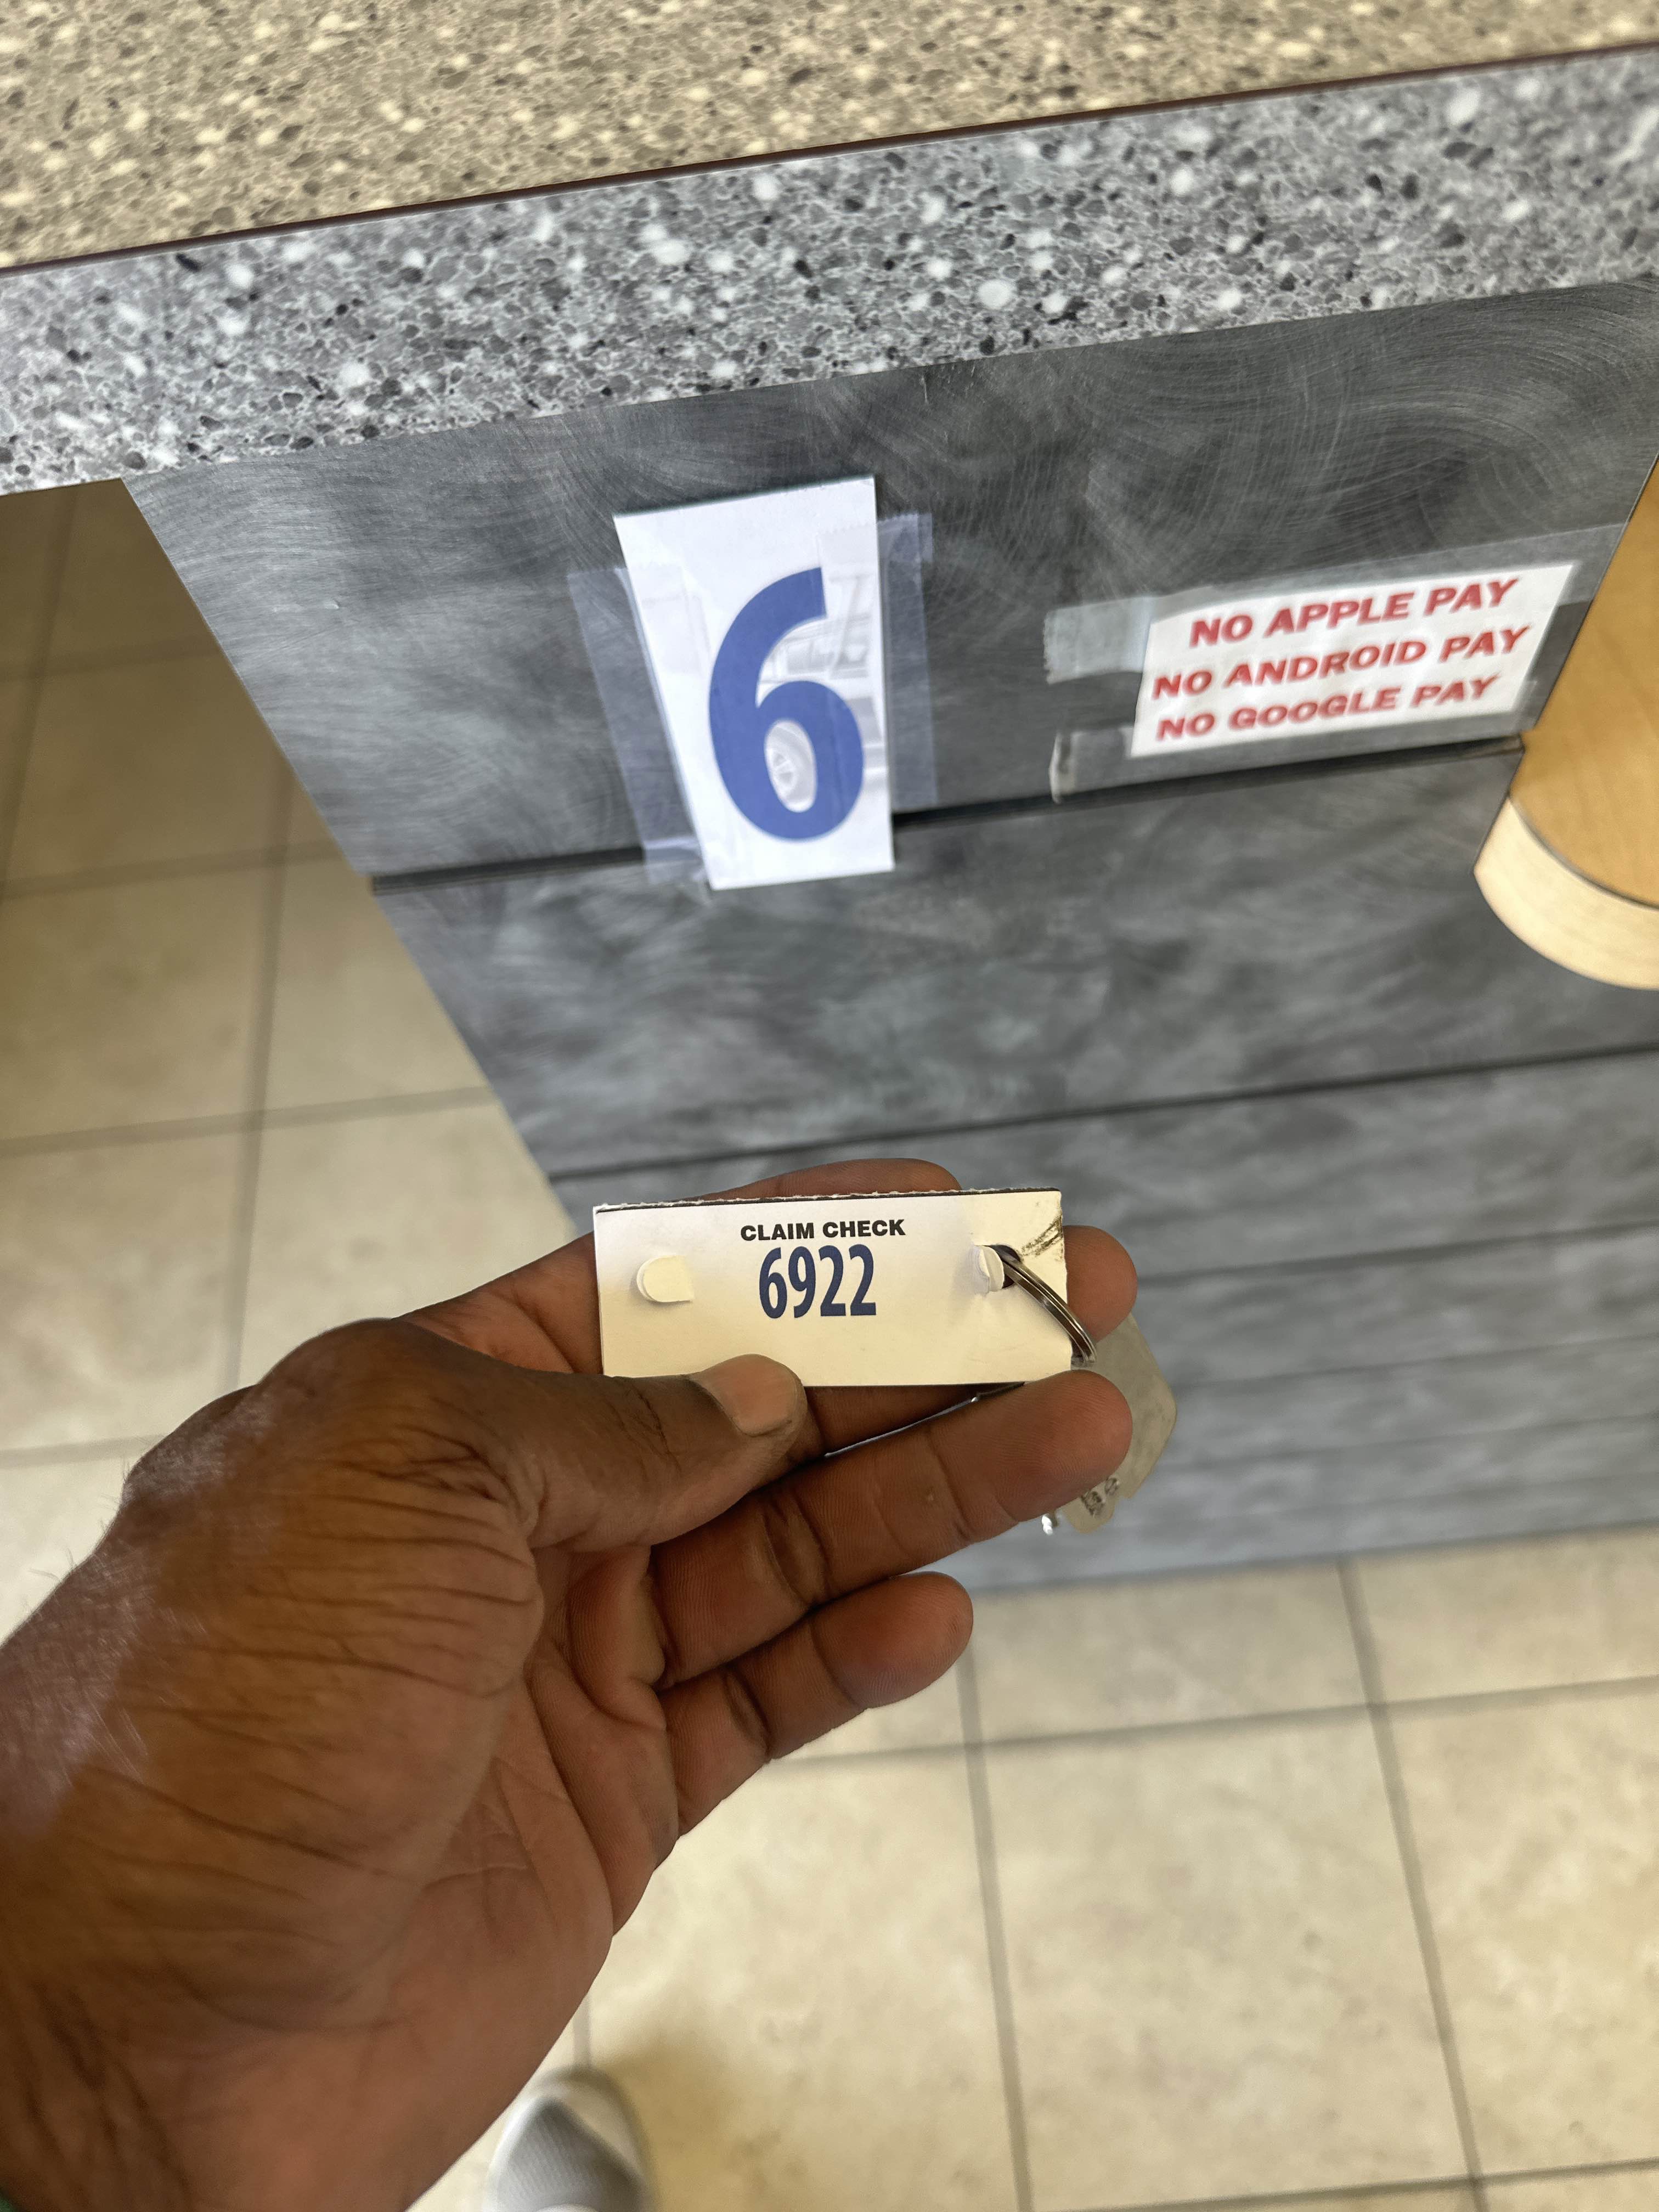 6
NO APPLE PAY
NO ANDROID PAY
NO GOOGLE PAY
CLAIM CHECK
6922